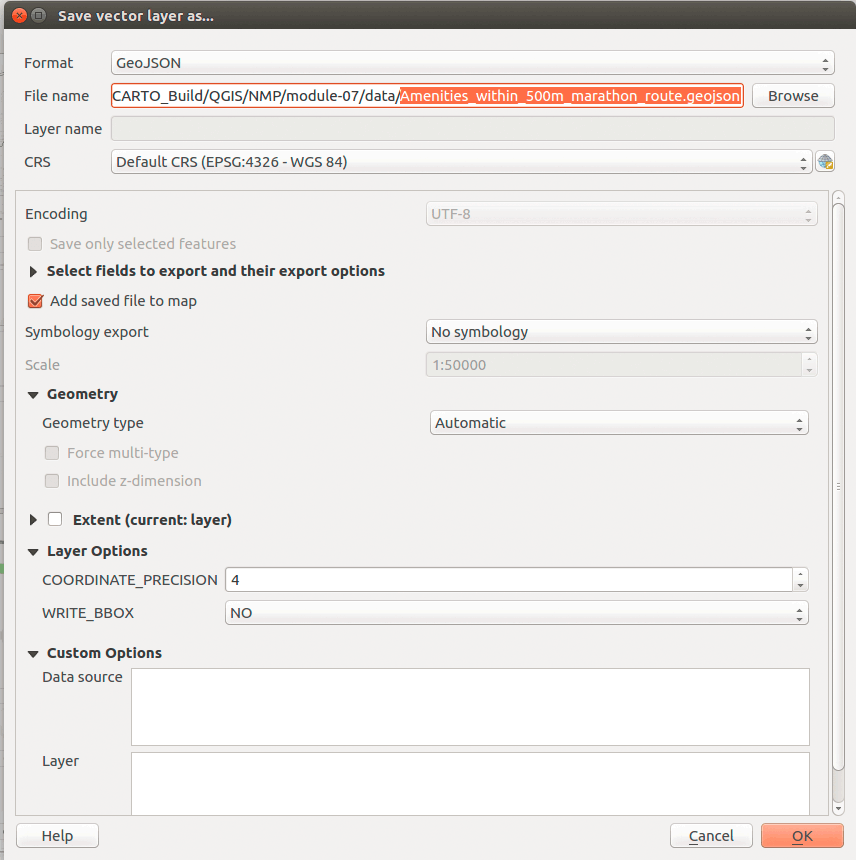 Save vector layer as...
Format GeoJSON
File name CARTO_Build/QGIS/NMP/module-07/data/Amenities_within_500m_marathon_route.geojson Browse
Layer name
CRS Default CRS (EPSG:4326 - WGS 84)
Encoding UTF-8
Save only selected features
Select fields to export and their export options
Add saved file to map
Symbology export No symbology
Scale 1:50000
Geometry
Geometry type Automatic
Force multi-type
Include z-dimension
Extent (current: layer)
Layer Options
COORDINATE_PRECISION 4
WRITE_BBOX NO
Custom Options
Data source
Layer
Help Cancel OK